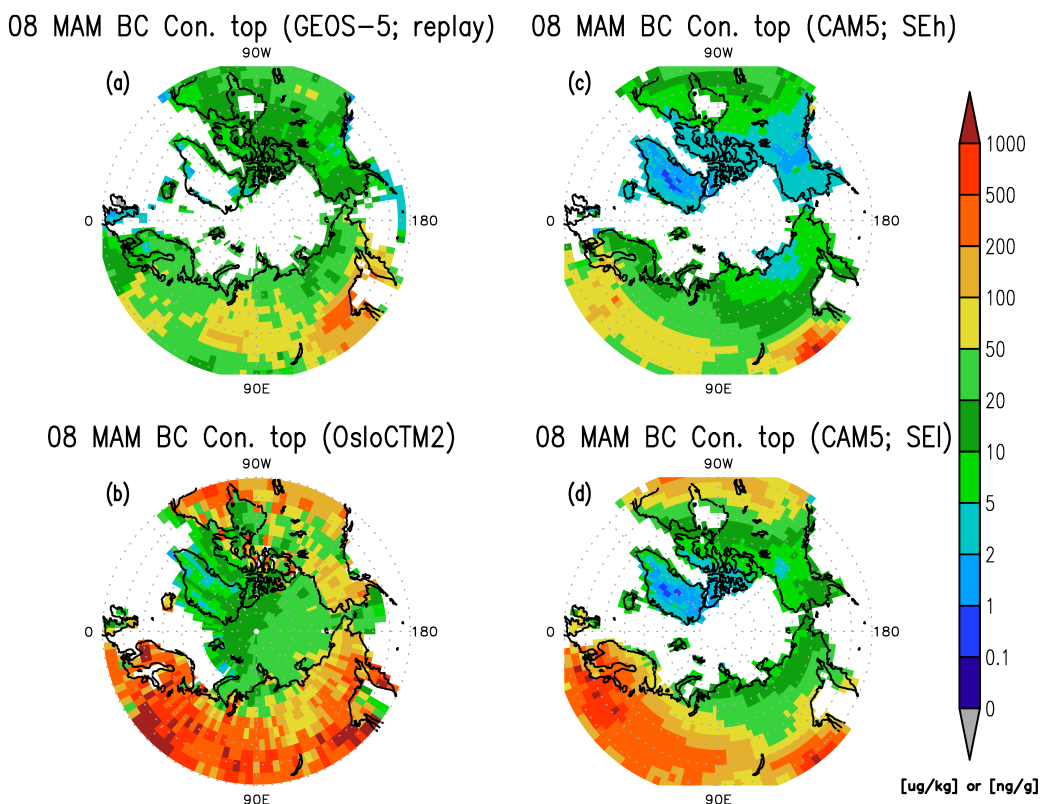 08 MAM BC Con. top (GEOS-5; replay)
90W
(a)
0
180
90E
08 MAM BC Con. top (CAM5; SEh)
90W
(c)
0
180
90E
08 MAM BC Con. top (OsloCTM2)
90W
(b)
0
180
90E
08 MAM BC Con. top (CAM5; SEl)
90W
(d)
0
180
90E
1000
500
200
100
50
20
10
5
2
1
0.1
0
[ug/kg] or [ng/g]